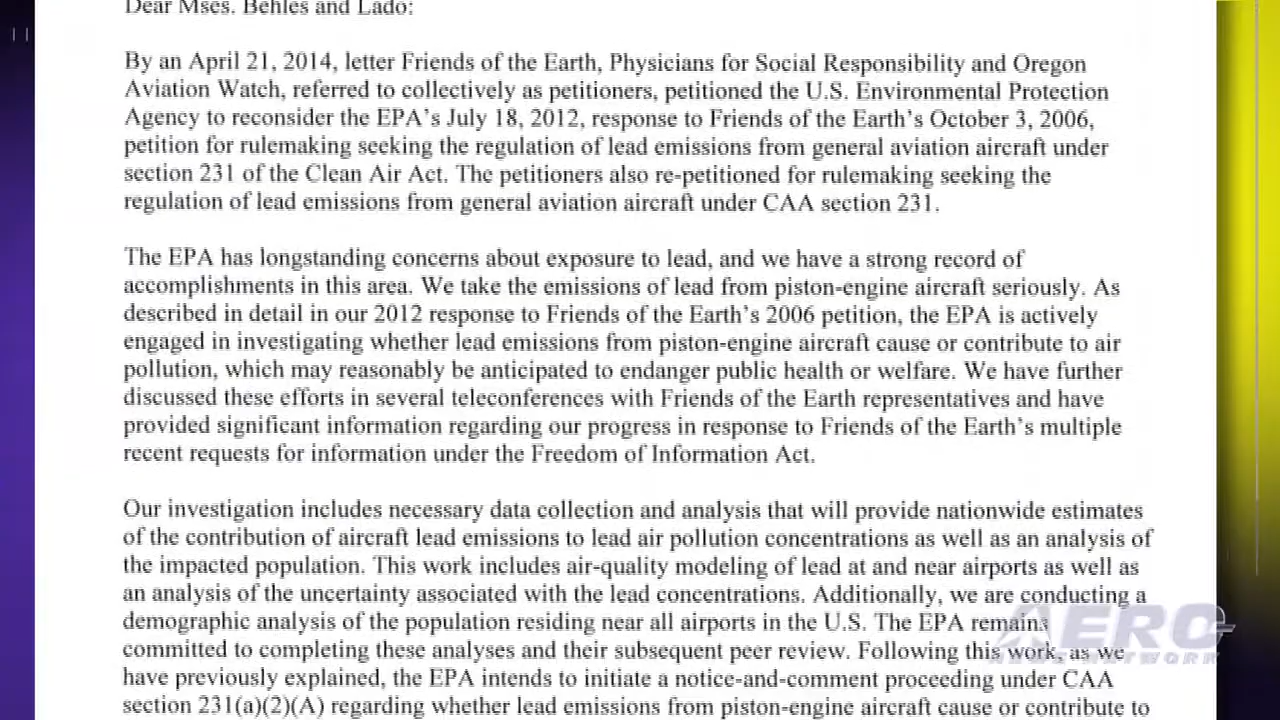 Dear Mses. Behles and Lado:
By an April 21, 2014, letter Friends of the Earth, Physicians for Social Responsibility and Oregon
Aviation Watch, referred to collectively as petitioners, petitioned the U.S. Environmental Protection
Agency to reconsider the EPA's July 18, 2012, response to Friends of the Earth's October 3, 2006,
petition for rulemaking seeking the regulation of lead emissions from general aviation aircraft under
section 231 of the Clean Air Act. The petitioners also re-petitioned for rulemaking seeking the
regulation of lead emissions from general aviation aircraft under CAA section 231.
The EPA has longstanding concerns about exposure to lead, and we have a strong record of
accomplishments in this area. We take the emissions of lead from piston-engine aircraft seriously. As
described in detail in our 2012 response to Friends of the Earth's 2006 petition, the EPA is actively
engaged in investigating whether lead emissions from piston-engine aircraft cause or contribute to air
pollution, which may reasonably be anticipated to endanger public health or welfare. We have further
discussed these efforts in several teleconferences with Friends of the Earth representatives and have
provided significant information regarding our progress in response to Friends of the Earth's multiple
recent requests for information under the Freedom of Information Act.
Our investigation includes necessary data collection and analysis that will provide nationwide estimates
of the contribution of aircraft lead emissions to lead air pollution concentrations as well as an analysis of
the impacted population. This work includes air-quality modeling of lead at and near airports as well as
an analysis of the uncertainty associated with the lead concentrations. Additionally, we are conducting a
demographic analysis of the population residing near all airports in the U.S. The EPA remains
committed to completing these analyses and their subsequent peer review. Following this work, as we
have previously explained, the EPA intends to initiate a notice-and-comment proceeding under CAA
section 231(a)(2)(A) regarding whether lead emissions from piston-engine aircraft cause or contribute to
AERO
NEWS NETWORK